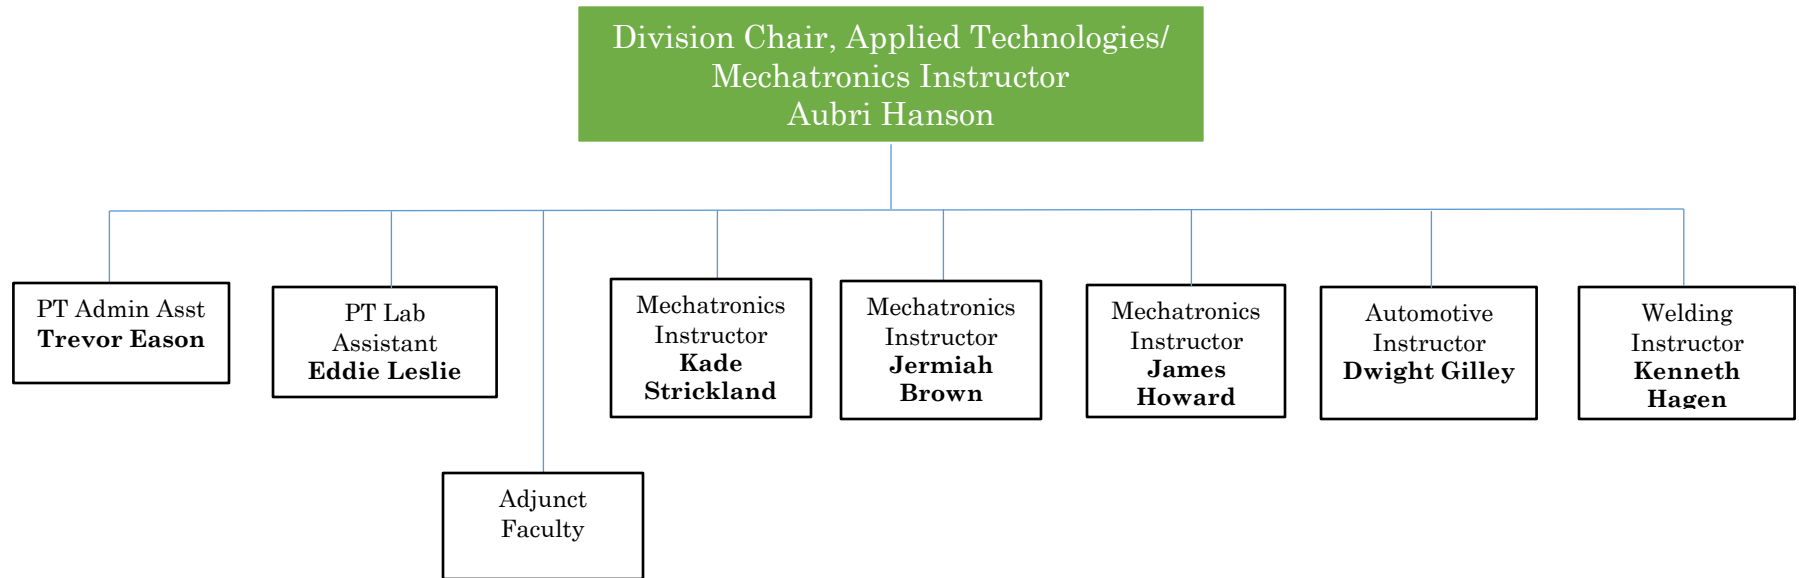 Division Chair, Applied Technologies/
Mechatronics Instructor
Aubri Hanson
PT Admin Asst
Trevor Eason
PT Lab
Assistant
Eddie Leslie
Mechatronics
Instructor
Kade
Strickland
Mechatronics
Instructor
Jermiah
Brown
Mechatronics
Instructor
James
Howard
Automotive
Instructor
Dwight Gilley
Welding
Instructor
Kenneth
Hagen
Adjunct
Faculty